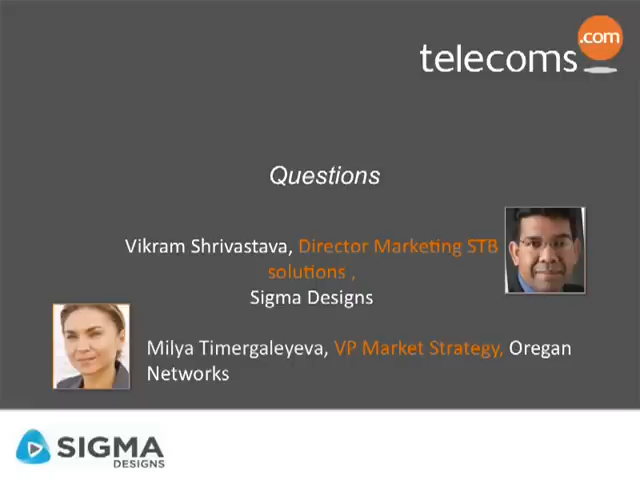 telecoms.com
Questions
Vikram Shrivastava, Director Marketing STB
solutions ,
Sigma Designs
Milya Timergaleyeva, VP Market Strategy, Oregan
Networks
SIGMA
DESIGNS